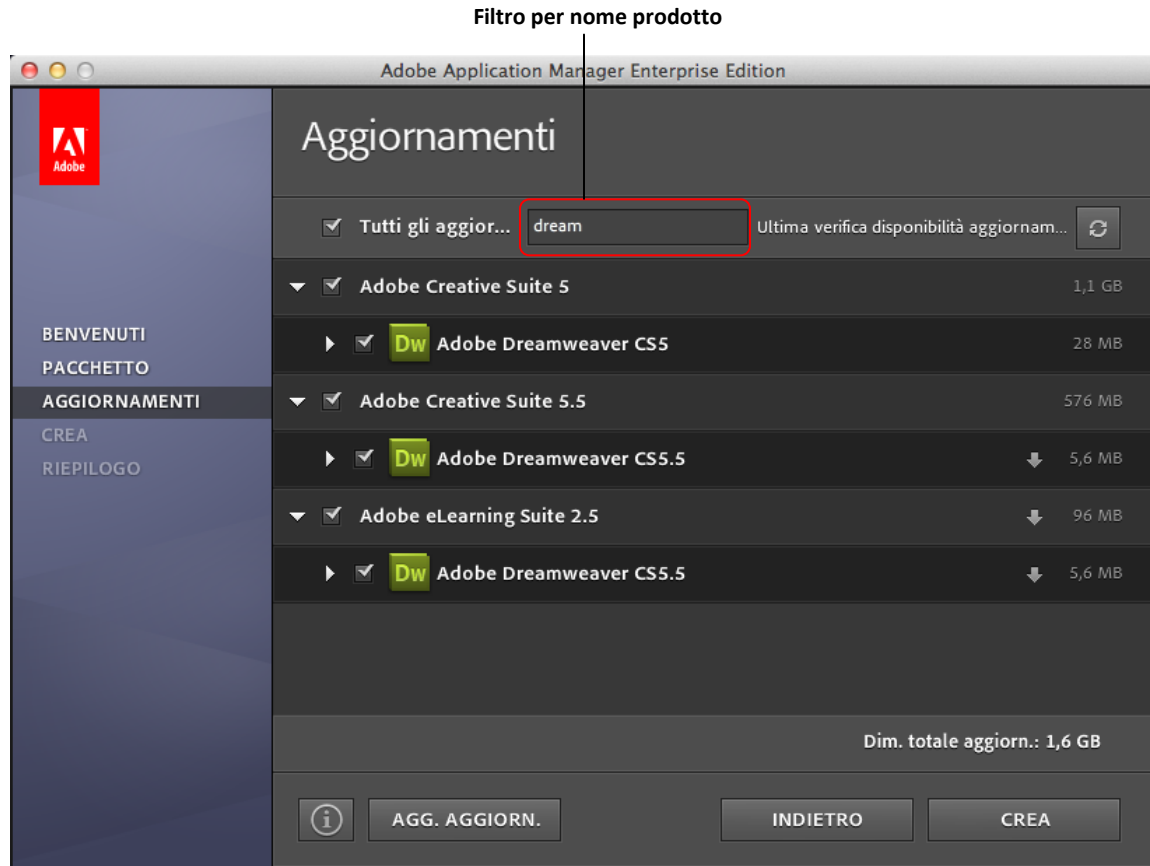 Filtro per nome prodotto
Adobe Application Manager Enterprise Edition
Adobe
Aggiornamenti
Tutti gli aggior... dream Ultima verifica disponibilità aggiornam...
Adobe Creative Suite 5 1,1 GB
Dw Adobe Dreamweaver CS5 28 MB
Adobe Creative Suite 5.5 576 MB
Dw Adobe Dreamweaver CS5.5 5,6 MB
Adobe eLearning Suite 2.5 96 MB
Dw Adobe Dreamweaver CS5.5 5,6 MB
BENVENUTI
PACCHETTO
AGGIORNAMENTI
CREA
RIEPILOGO
Dim. totale aggiorn.: 1,6 GB
i AGG. AGGIORN. INDIETRO CREA